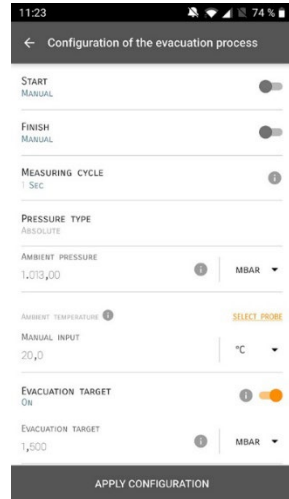 11:23 74 %
Configuration of the evacuation process
START
MANUAL
FINISH
MANUAL
MEASURING CYCLE
1 SEC
PRESSURE TYPE
ABSOLUTE
AMBIENT PRESSURE
1.013,00 MBAR
AMBIENT TEMPERATURE SELECT PROBE
MANUAL INPUT
20,0 °C
EVACUATION TARGET
ON
EVACUATION TARGET
1,500 MBAR
APPLY CONFIGURATION